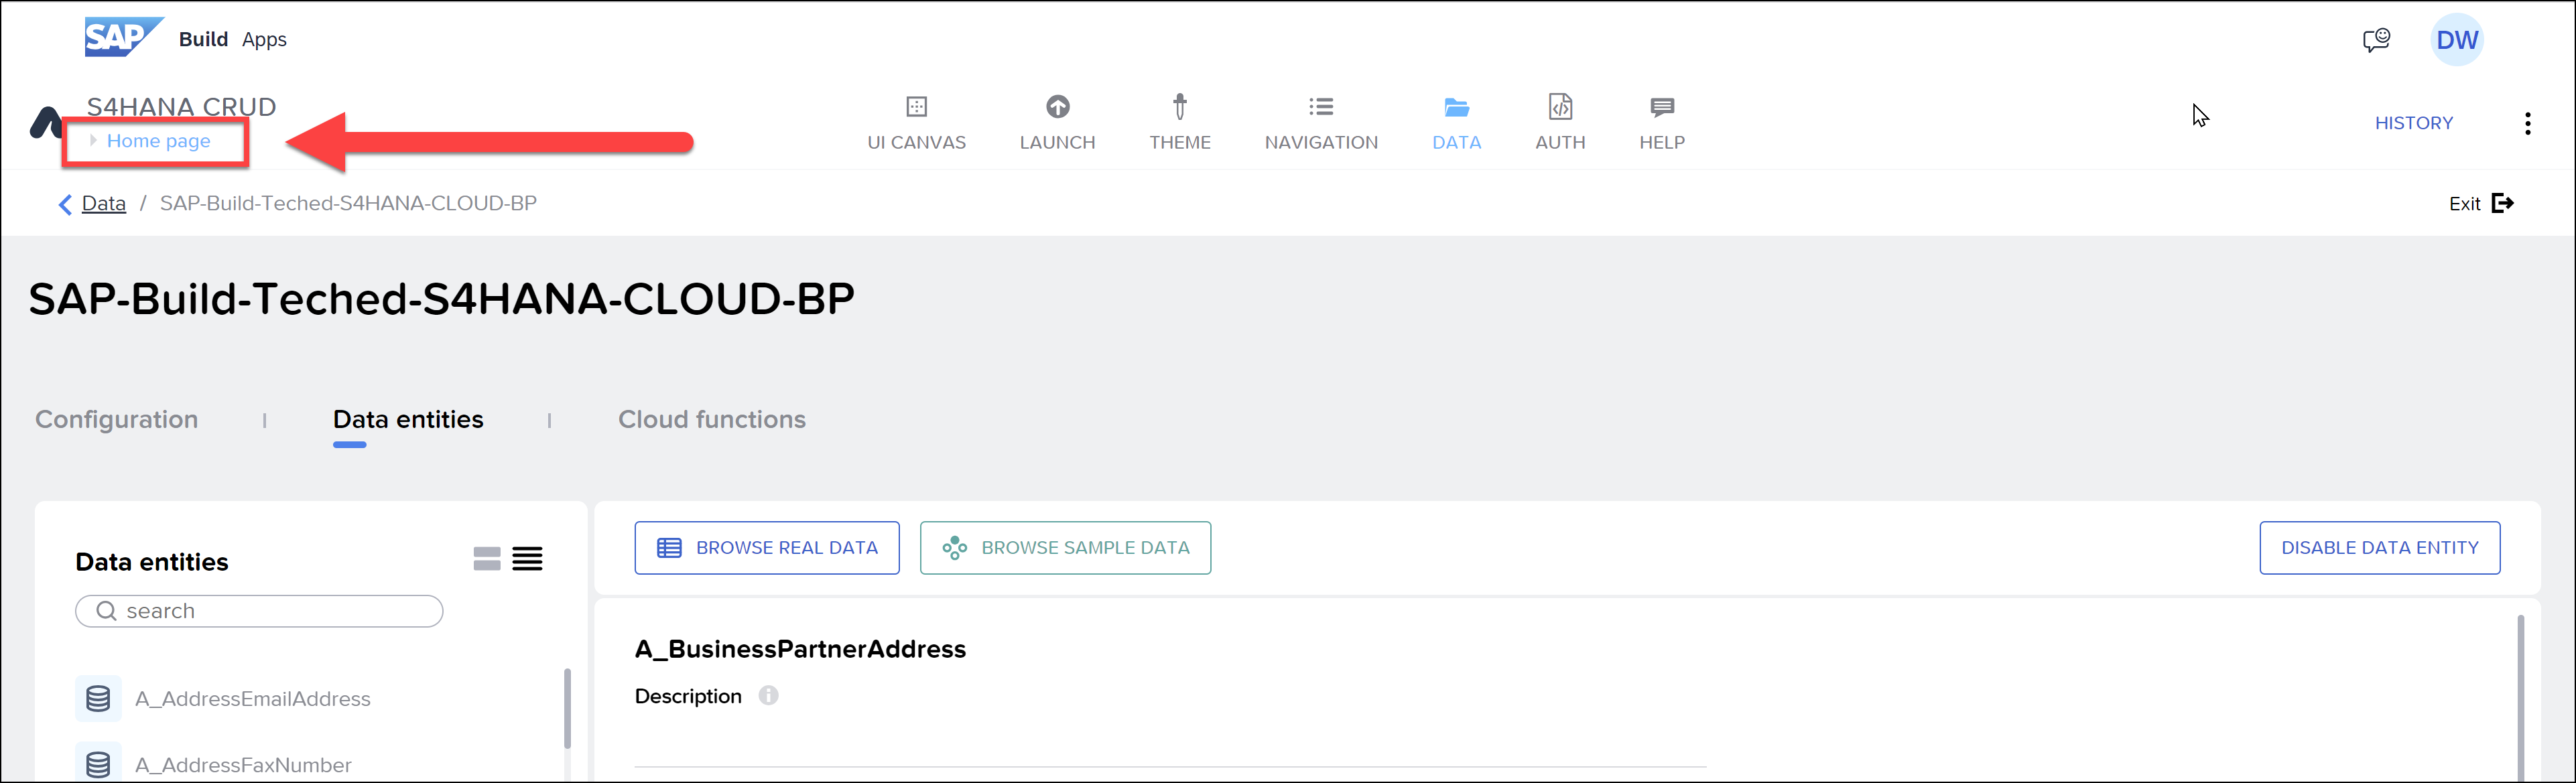 SAP Build Apps
DW
S4HANA CRUD
Home page
UI CANVAS
LAUNCH
THEME
NAVIGATION
DATA
AUTH
HELP
HISTORY
Data / SAP-Build-Teched-S4HANA-CLOUD-BP
Exit
SAP-Build-Teched-S4HANA-CLOUD-BP
Configuration
Data entities
Cloud functions
Data entities
search
A_AddressEmailAddress
A_AddressFaxNumber
BROWSE REAL DATA
BROWSE SAMPLE DATA
DISABLE DATA ENTITY
A_BusinessPartnerAddress
Description